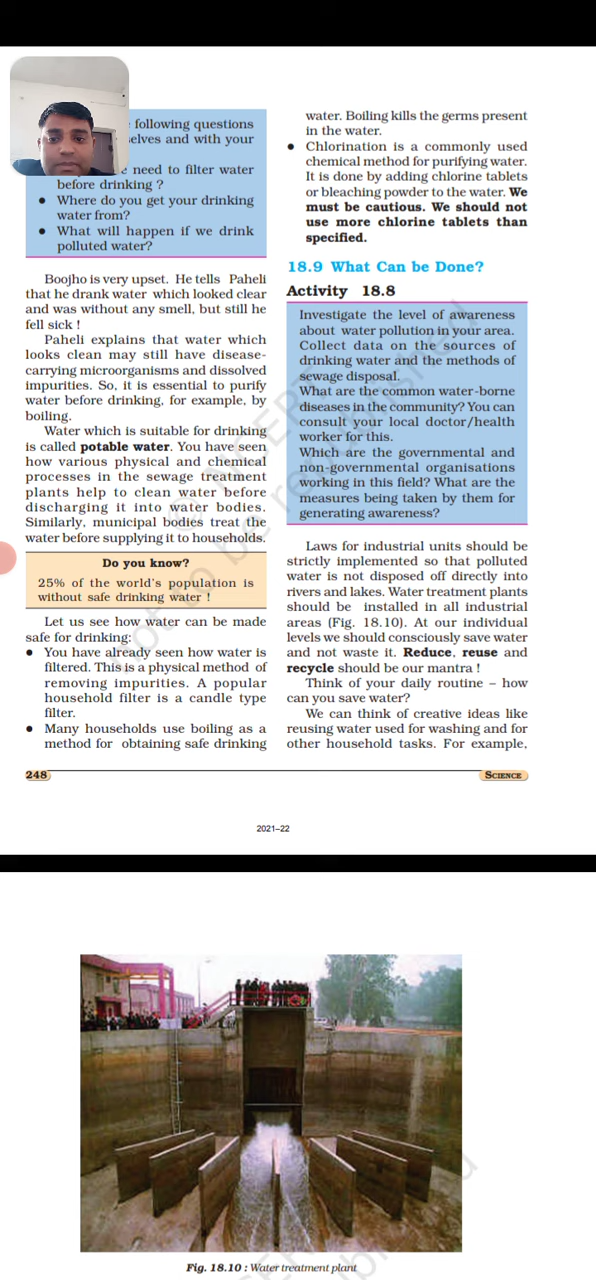 following questions
selves and with your
need to filter water
before drinking ?
• Where do you get your drinking
water from?
• What will happen if we drink
polluted water?
Boojho is very upset. He tells Paheli
that he drank water which looked clear
and was without any smell, but still he
fell sick !
Paheli explains that water which
looks clean may still have disease-
carrying microorganisms and dissolved
impurities. So, it is essential to purify
water before drinking, for example, by
boiling.
Water which is suitable for drinking
is called potable water. You have seen
how various physical and chemical
processes in the sewage treatment
plants help to clean water before
discharging it into water bodies.
Similarly, municipal bodies treat the
water before supplying it to households.
Do you know?
25% of the world's population is
without safe drinking water !
Let us see how water can be made
safe for drinking:
• You have already seen how water is
filtered. This is a physical method of
removing impurities. A popular
household filter is a candle type
filter.
• Many households use boiling as a
method for obtaining safe drinking
water. Boiling kills the germs present
in the water.
• Chlorination is a commonly used
chemical method for purifying water.
It is done by adding chlorine tablets
or bleaching powder to the water. We
must be cautious. We should not
use more chlorine tablets than
specified.
18.9 What Can be Done?
Activity 18.8
Investigate the level of awareness
about water pollution in your area.
Collect data on the sources of
drinking water and the methods of
sewage disposal.
What are the common water-borne
diseases in the community? You can
consult your local doctor/health
worker for this.
Which are the governmental and
non-governmental organisations
working in this field? What are the
measures being taken by them for
generating awareness?
Laws for industrial units should be
strictly implemented so that polluted
water is not disposed off directly into
rivers and lakes. Water treatment plants
should be installed in all industrial
areas (Fig. 18.10). At our individual
levels we should consciously save water
and not waste it. Reduce, reuse and
recycle should be our mantra !
Think of your daily routine – how
can you save water?
We can think of creative ideas like
reusing water used for washing and for
other household tasks. For example,
248
SCIENCE
2021–22
Fig. 18.10 : Water treatment plant